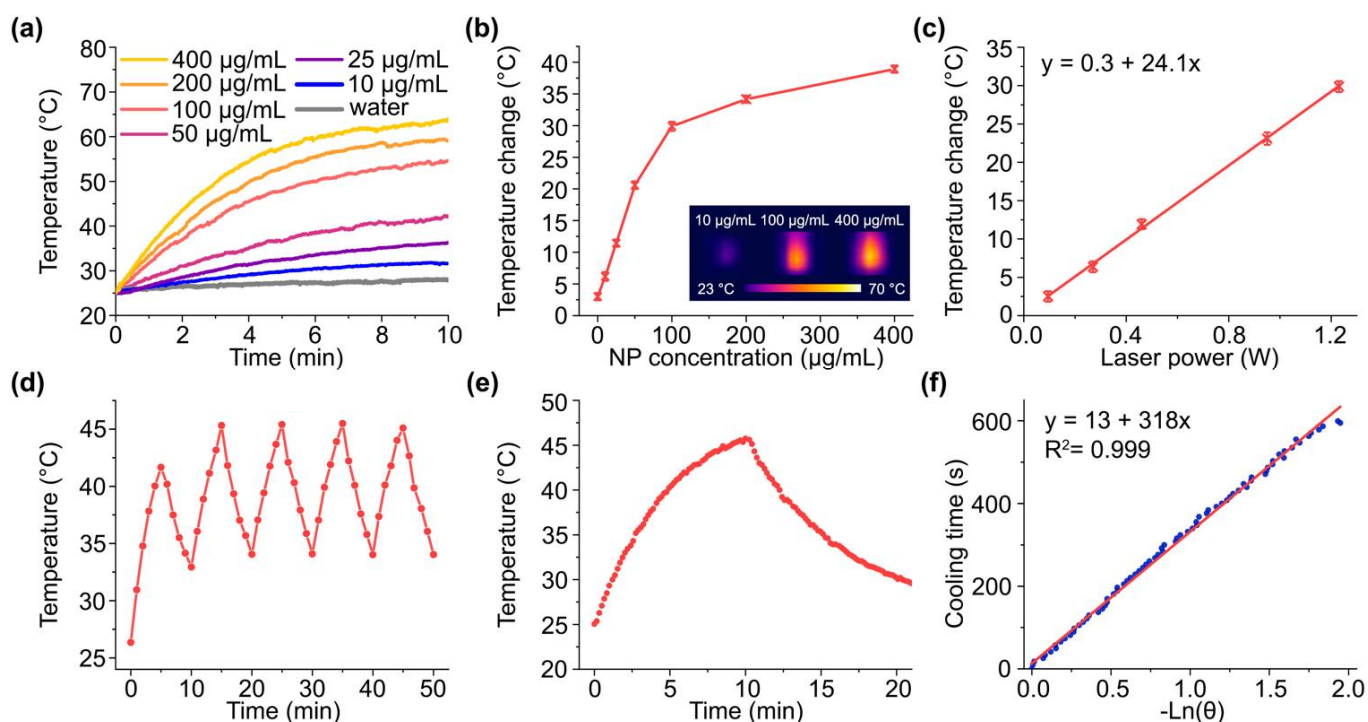 (a)
Temperature (°C)
80
70
60
50
40
30
20
400 µg/mL
200 µg/mL
100 µg/mL
50 µg/mL
25 µg/mL
10 µg/mL
water
0 2 4 6 8 10
Time (min)
(b)
Temperature change (°C)
40
35
30
25
20
15
10
5
0
10 µg/mL 100 µg/mL 400 µg/mL
23 °C 70 °C
0 100 200 300 400
NP concentration (µg/mL)
(c)
Temperature change (°C)
35
30
25
20
15
10
5
0
y = 0.3 + 24.1x
0.0 0.4 0.8 1.2
Laser power (W)
(d)
Temperature (°C)
45
40
35
30
25
0 10 20 30 40 50
Time (min)
(e)
Temperature (°C)
50
45
40
35
30
25
20
0 5 10 15 20
Time (min)
(f)
Cooling time (s)
600
400
200
0
y = 13 + 318x
R²= 0.999
0.0 0.5 1.0 1.5 2.0
-Ln(θ)